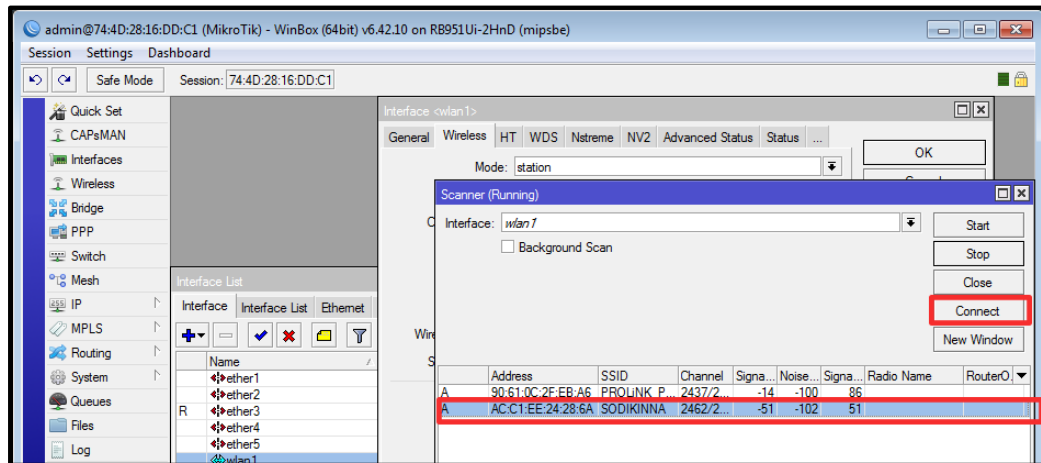 admin@74:4D:28:16:DD:C1 (MikroTik) - WinBox (64bit) v6.42.10 on RB951Ui-2HnD (mipsbe)
Session Settings Dashboard
Safe Mode Session: 74:4D:28:16:DD:C1
Quick Set
CAPsMAN
Interfaces
Wireless
Bridge
PPP
Switch
Mesh
IP
MPLS
Routing
System
Queues
Files
Log
Interface <wlan1>
General Wireless HT WDS Nstreme NV2 Advanced Status Status ...
Mode: station
OK
Scanner (Running)
Interface: wlan1
Background Scan
Start
Stop
Close
Connect
New Window
Address SSID Channel Signa... Noise... Signa... Radio Name RouterO.
A 90:61:0C:2F:EB:A6 PROLiNK_P... 2437/2... -14 -100 86
A AC:C1:EE:24:28:6A SODIKINNA 2462/2... -51 -102 51
Interface List
Interface Interface List Ethernet
Name
ether1
ether2
R ether3
ether4
ether5
wlan1